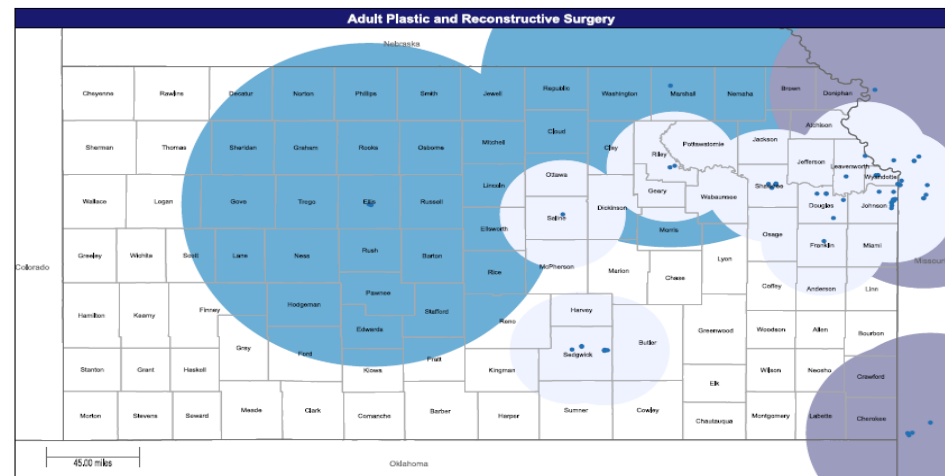 Adult Plastic and Reconstructive Surgery
Nebraska
Cheyenne Rawlins Decatur Norton Phillips Smith Jewell Republic Washington Marshall Nemaha Brown Doniphan
Atchison
Sherman Thomas Sheridan Graham Rooks Osborne Mitchell Cloud Clay Riley Pottawatomie Jackson Jefferson Leavenworth Wyandotte
Ottawa
Lincoln
Wallace Logan Gove Trego Ellis Russell Saline Dickinson Geary Wabaunsee Shawnee Douglas Johnson
Ellsworth Morris Osage
Colorado Greeley Wichita Scott Lane Ness Rush Barton Rice McPherson Marion Chase Lyon Franklin Miami Missouri
Pawnee Coffey Anderson Linn
Hamilton Kearny Finney Hodgeman Edwards Stafford Reno Harvey
Gray Ford Pratt Kiowa Kingman Sedgwick Butler Greenwood Woodson Allen Bourbon
Stanton Grant Haskell Elk Wilson Neosho Crawford
Morton Stevens Seward Meade Clark Comanche Barber Harper Sumner Cowley Chautauqua Montgomery Labette Cherokee
45.00 miles
Oklahoma